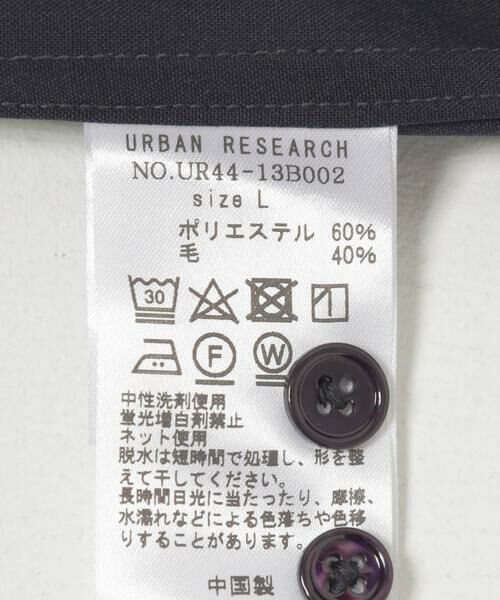 URBAN RESEARCH
NO.UR44-13B002
size L
ポリエステル 60%
毛 40%
30
F W
中性洗剤使用
蛍光増白剤禁止
ネット使用
脱水は短時間で処理し、形を整
えて干してください。
長時間日光に当たったり、摩擦、
水濡れなどによる色落ちや色移
りすることがあります。
中国製